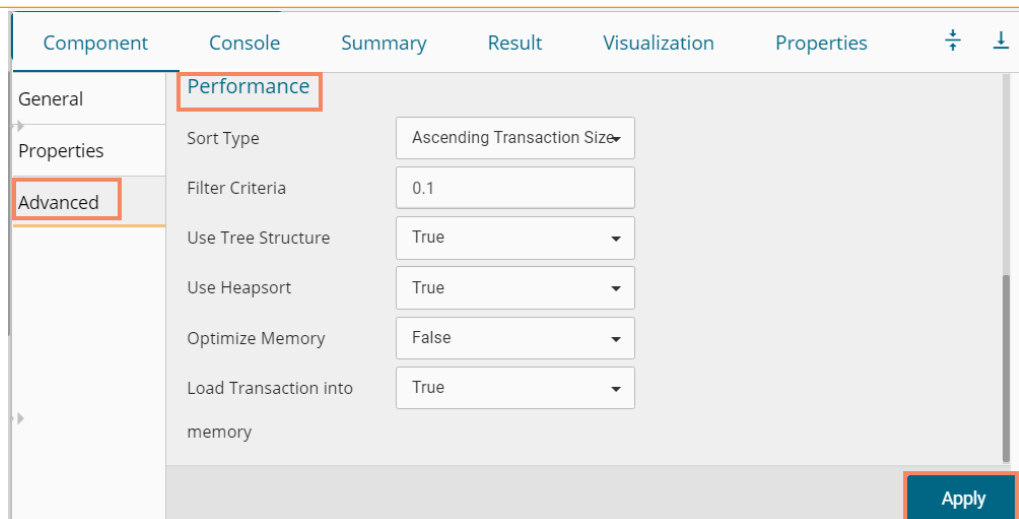 Component Console Summary Result Visualization Properties
General
Properties
Advanced
Performance
Sort Type Ascending Transaction Size
Filter Criteria 0.1
Use Tree Structure True
Use Heapsort True
Optimize Memory False
Load Transaction into True
memory
Apply